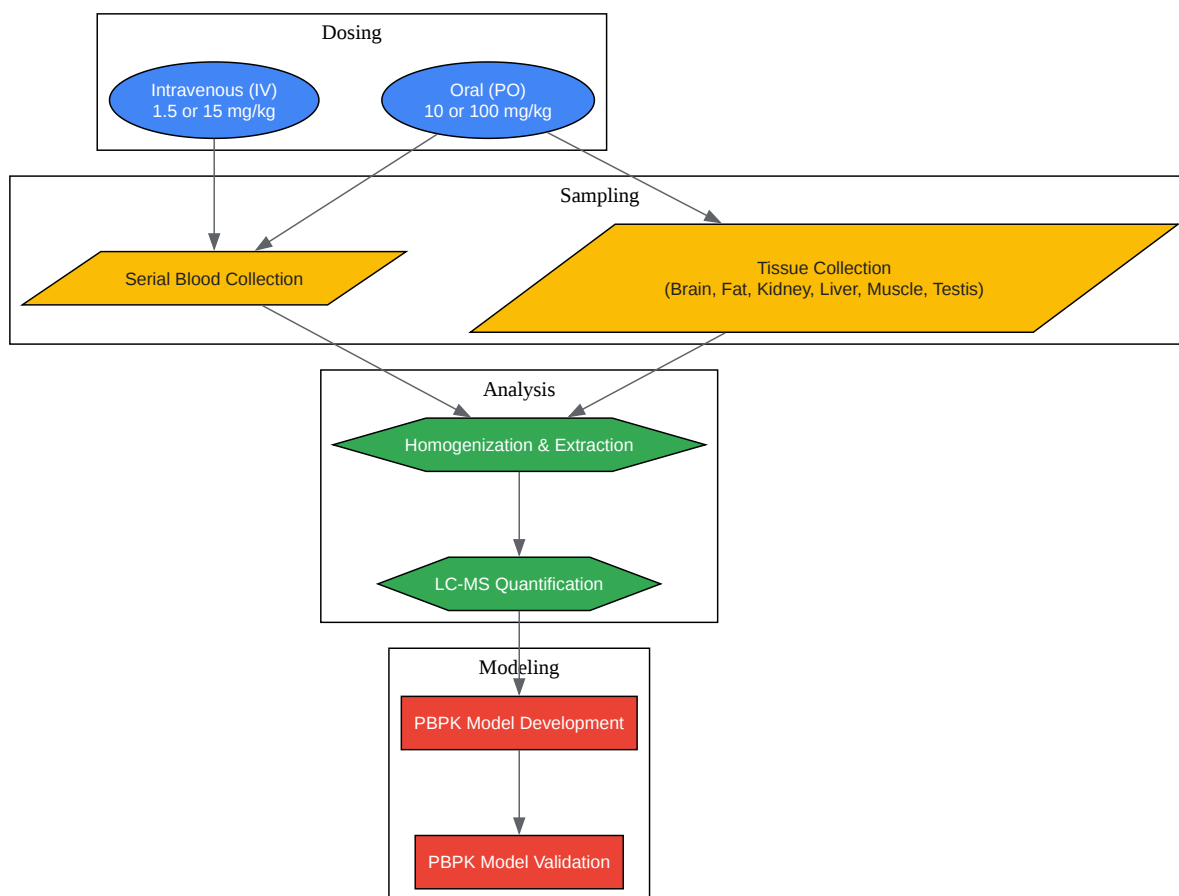 Dosing
Intravenous (IV)
1.5 or 15 mg/kg
Oral (PO)
10 or 100 mg/kg
Sampling
Serial Blood Collection
Tissue Collection
(Brain, Fat, Kidney, Liver, Muscle, Testis)
Analysis
Homogenization & Extraction
LC-MS Quantification
Modeling
PBPK Model Development
PBPK Model Validation